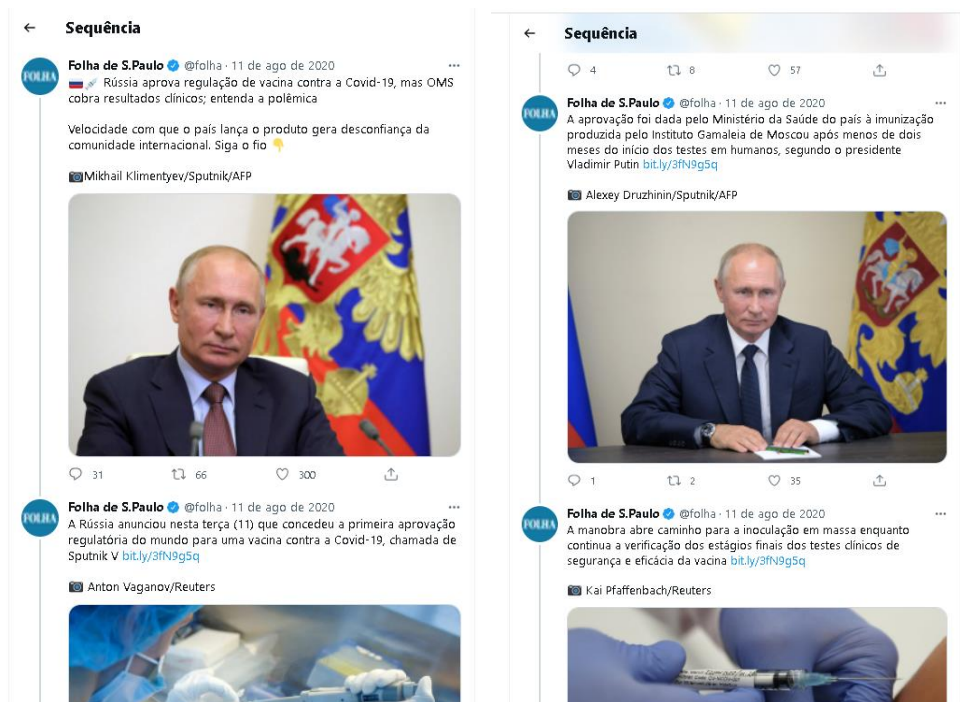 Sequência
FOLHA
Folha de S.Paulo @folha · 11 de ago de 2020
Rússia aprova regulação de vacina contra a Covid-19, mas OMS
cobra resultados clínicos; entenda a polêmica
Velocidade com que o país lança o produto gera desconfiança da
comunidade internacional. Siga o fio
Mikhail Klimentyev/Sputnik/AFP
31 66 300
FOLHA
Folha de S.Paulo @folha · 11 de ago de 2020
A Rússia anunciou nesta terça (11) que concedeu a primeira aprovação
regulatória do mundo para uma vacina contra a Covid-19, chamada de
Sputnik V bit.ly/3fN9g5q
Anton Vaganov/Reuters
Sequência
4 8 57
FOLHA
Folha de S.Paulo @folha · 11 de ago de 2020
A aprovação foi dada pelo Ministério da Saúde do país à imunização
produzida pelo Instituto Gamaleia de Moscou após menos de dois
meses do início dos testes em humanos, segundo o presidente
Vladimir Putin bit.ly/3fN9g5q
Alexey Druzhinin/Sputnik/AFP
1 2 35
FOLHA
Folha de S.Paulo @folha · 11 de ago de 2020
A manobra abre caminho para a inoculação em massa enquanto
continua a verificação dos estágios finais dos testes clínicos de
segurança e eficácia da vacina bit.ly/3fN9g5q
Kai Pfaffenbach/Reuters